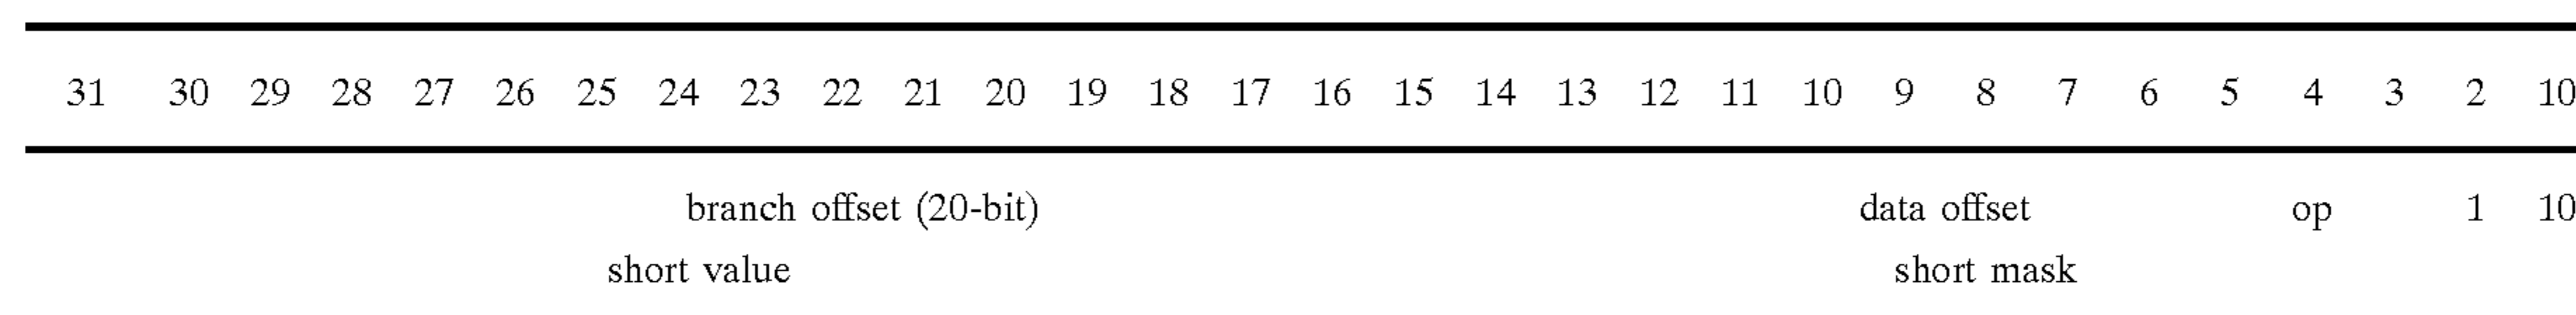 31 30 29 28 27 26 25 24 23 22 21 20 19 18 17 16 15 14 13 12 11 10 9 8 7 6 5 4 3 2 10
branch offset (20-bit) data offset op 1 10
short value short mask